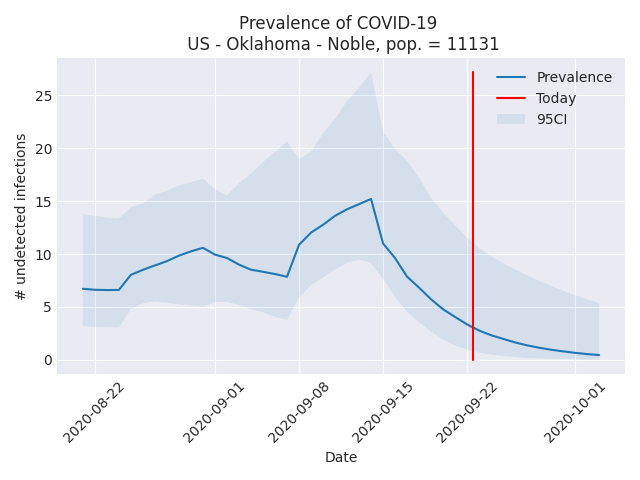 Prevalence of COVID-19
US - Oklahoma - Noble, pop. = 11131
Prevalence
Today
95CI
# undetected infections
25
20
15
10
5
0
2020-08-22
2020-09-01
2020-09-08
2020-09-15
2020-09-22
2020-10-01
Date